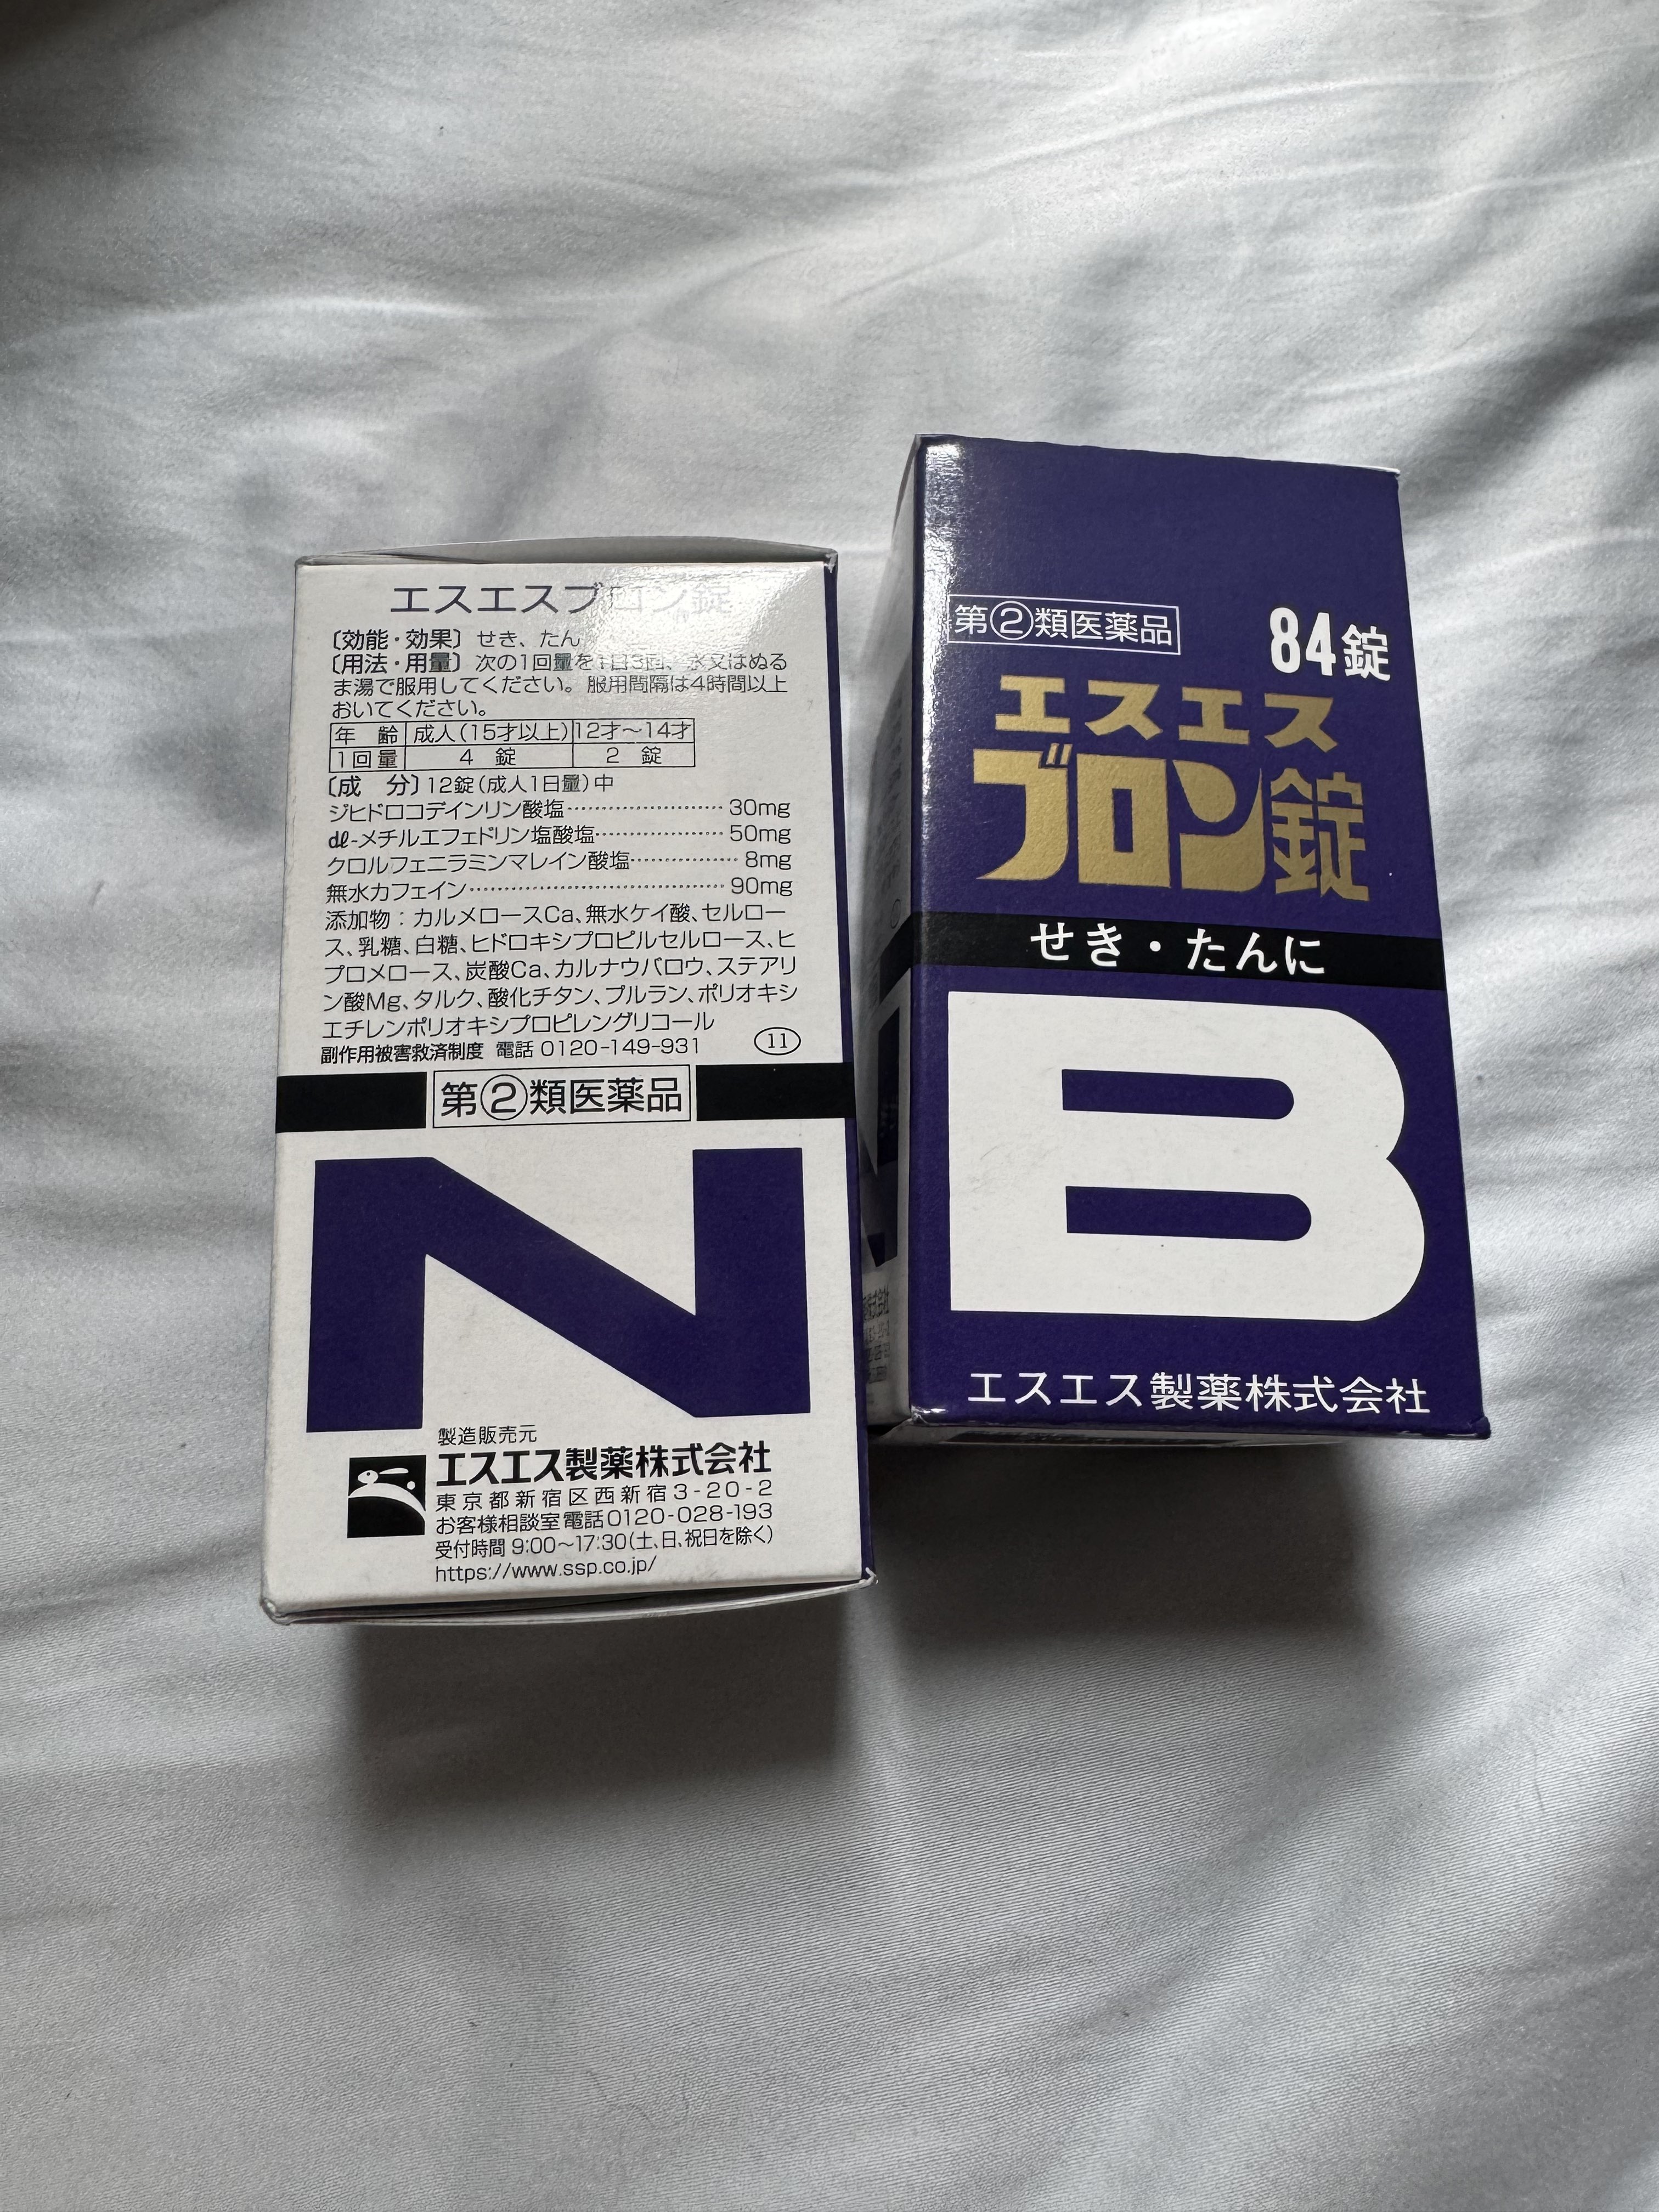 エスエスブロン錠
〔効能・効果〕せき、たん
〔用法・用量〕次の1回量を1日3回、水又はぬる
ま湯で服用してください。服用間隔は4時間以上
おいてください。
年 齢 成人(15才以上) 12才～14才
1回量 4 錠 2 錠
〔成 分〕12錠(成人1日量)中
ジヒドロコデインリン酸塩‥‥‥‥‥‥‥‥30mg
dℓ-メチルエフェドリン塩酸塩‥‥‥‥‥‥‥50mg
クロルフェニラミンマレイン酸塩‥‥‥‥‥‥8mg
無水カフェイン‥‥‥‥‥‥‥‥‥‥‥‥‥90mg
添加物：カルメロースCa、無水ケイ酸、セルロー
ス、乳糖、白糖、ヒドロキシプロピルセルロース、ヒ
プロメロース、炭酸Ca、カルナウバロウ、ステアリ
ン酸Mg、タルク、酸化チタン、プルラン、ポリオキシ
エチレンポリオキシプロピレングリコール
副作用被害救済制度 電話 0120-149-931 11
第②類医薬品
N
製造販売元
エスエス製薬株式会社
東京都新宿区西新宿3-20-2
お客様相談室電話0120-028-193
受付時間 9:00～17:30(土、日、祝日を除く)
https://www.ssp.co.jp/
第②類医薬品
84錠
エスエス
ブロン錠
せき・たんに
B
エスエス製薬株式会社